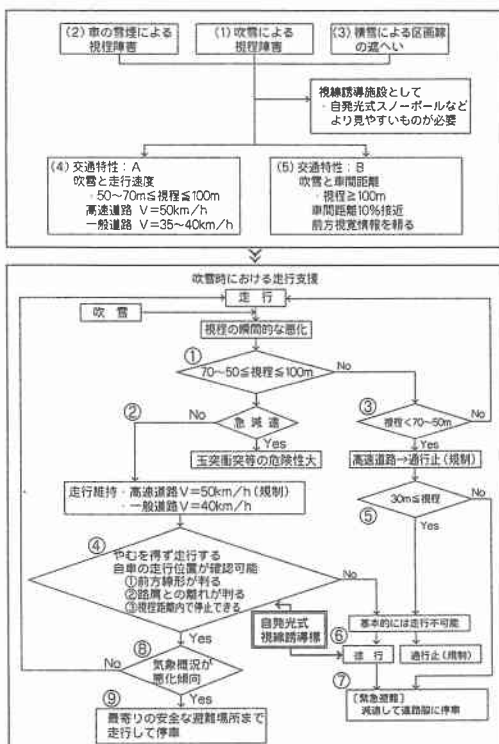 (2) 車の雪煙による
視程障害
(1) 吹雪による
視程障害
(3) 積雪による区画線
の遮へい
視線誘導施設として
・自発光式スノーポールなど
より見やすいものが必要
(4) 交通特性:A
吹雪と走行速度
・50~70m≦視程≦100m
高速道路 V=50km/h
一般道路 V=35~40km/h
(5) 交通特性:B
吹雪と車間距離
・視程≧100m
車間距離10%接近
前方視覚情報を頼る
吹雪時における走行支援
走 行
吹 雪
視程の瞬間的な悪化
①
70~50≦視程≦100m
No
②
No
急減速
Yes
玉突衝突等の危険性大
③
視程<70~50m
No
Yes
高速道路→通行止(規制)
走行維持・高速道路V=50km/h(規制)
・一般道路V=40km/h
30m≦視程
⑤
No
Yes
④
やむを得ず走行する
自車の走行位置が確認可能
①前方線形が判る
②路肩との離れが判る
③視程距離内で停止できる
No
Yes
基本的には走行不可能
自発光式
視線誘導標
⑥
徐 行
通行止(規制)
⑦
[緊急避難]
減速して道路脇に停車
⑧
No
気象概況が
悪化傾向
Yes
⑨
最寄りの安全な避難場所まで
走行して停車